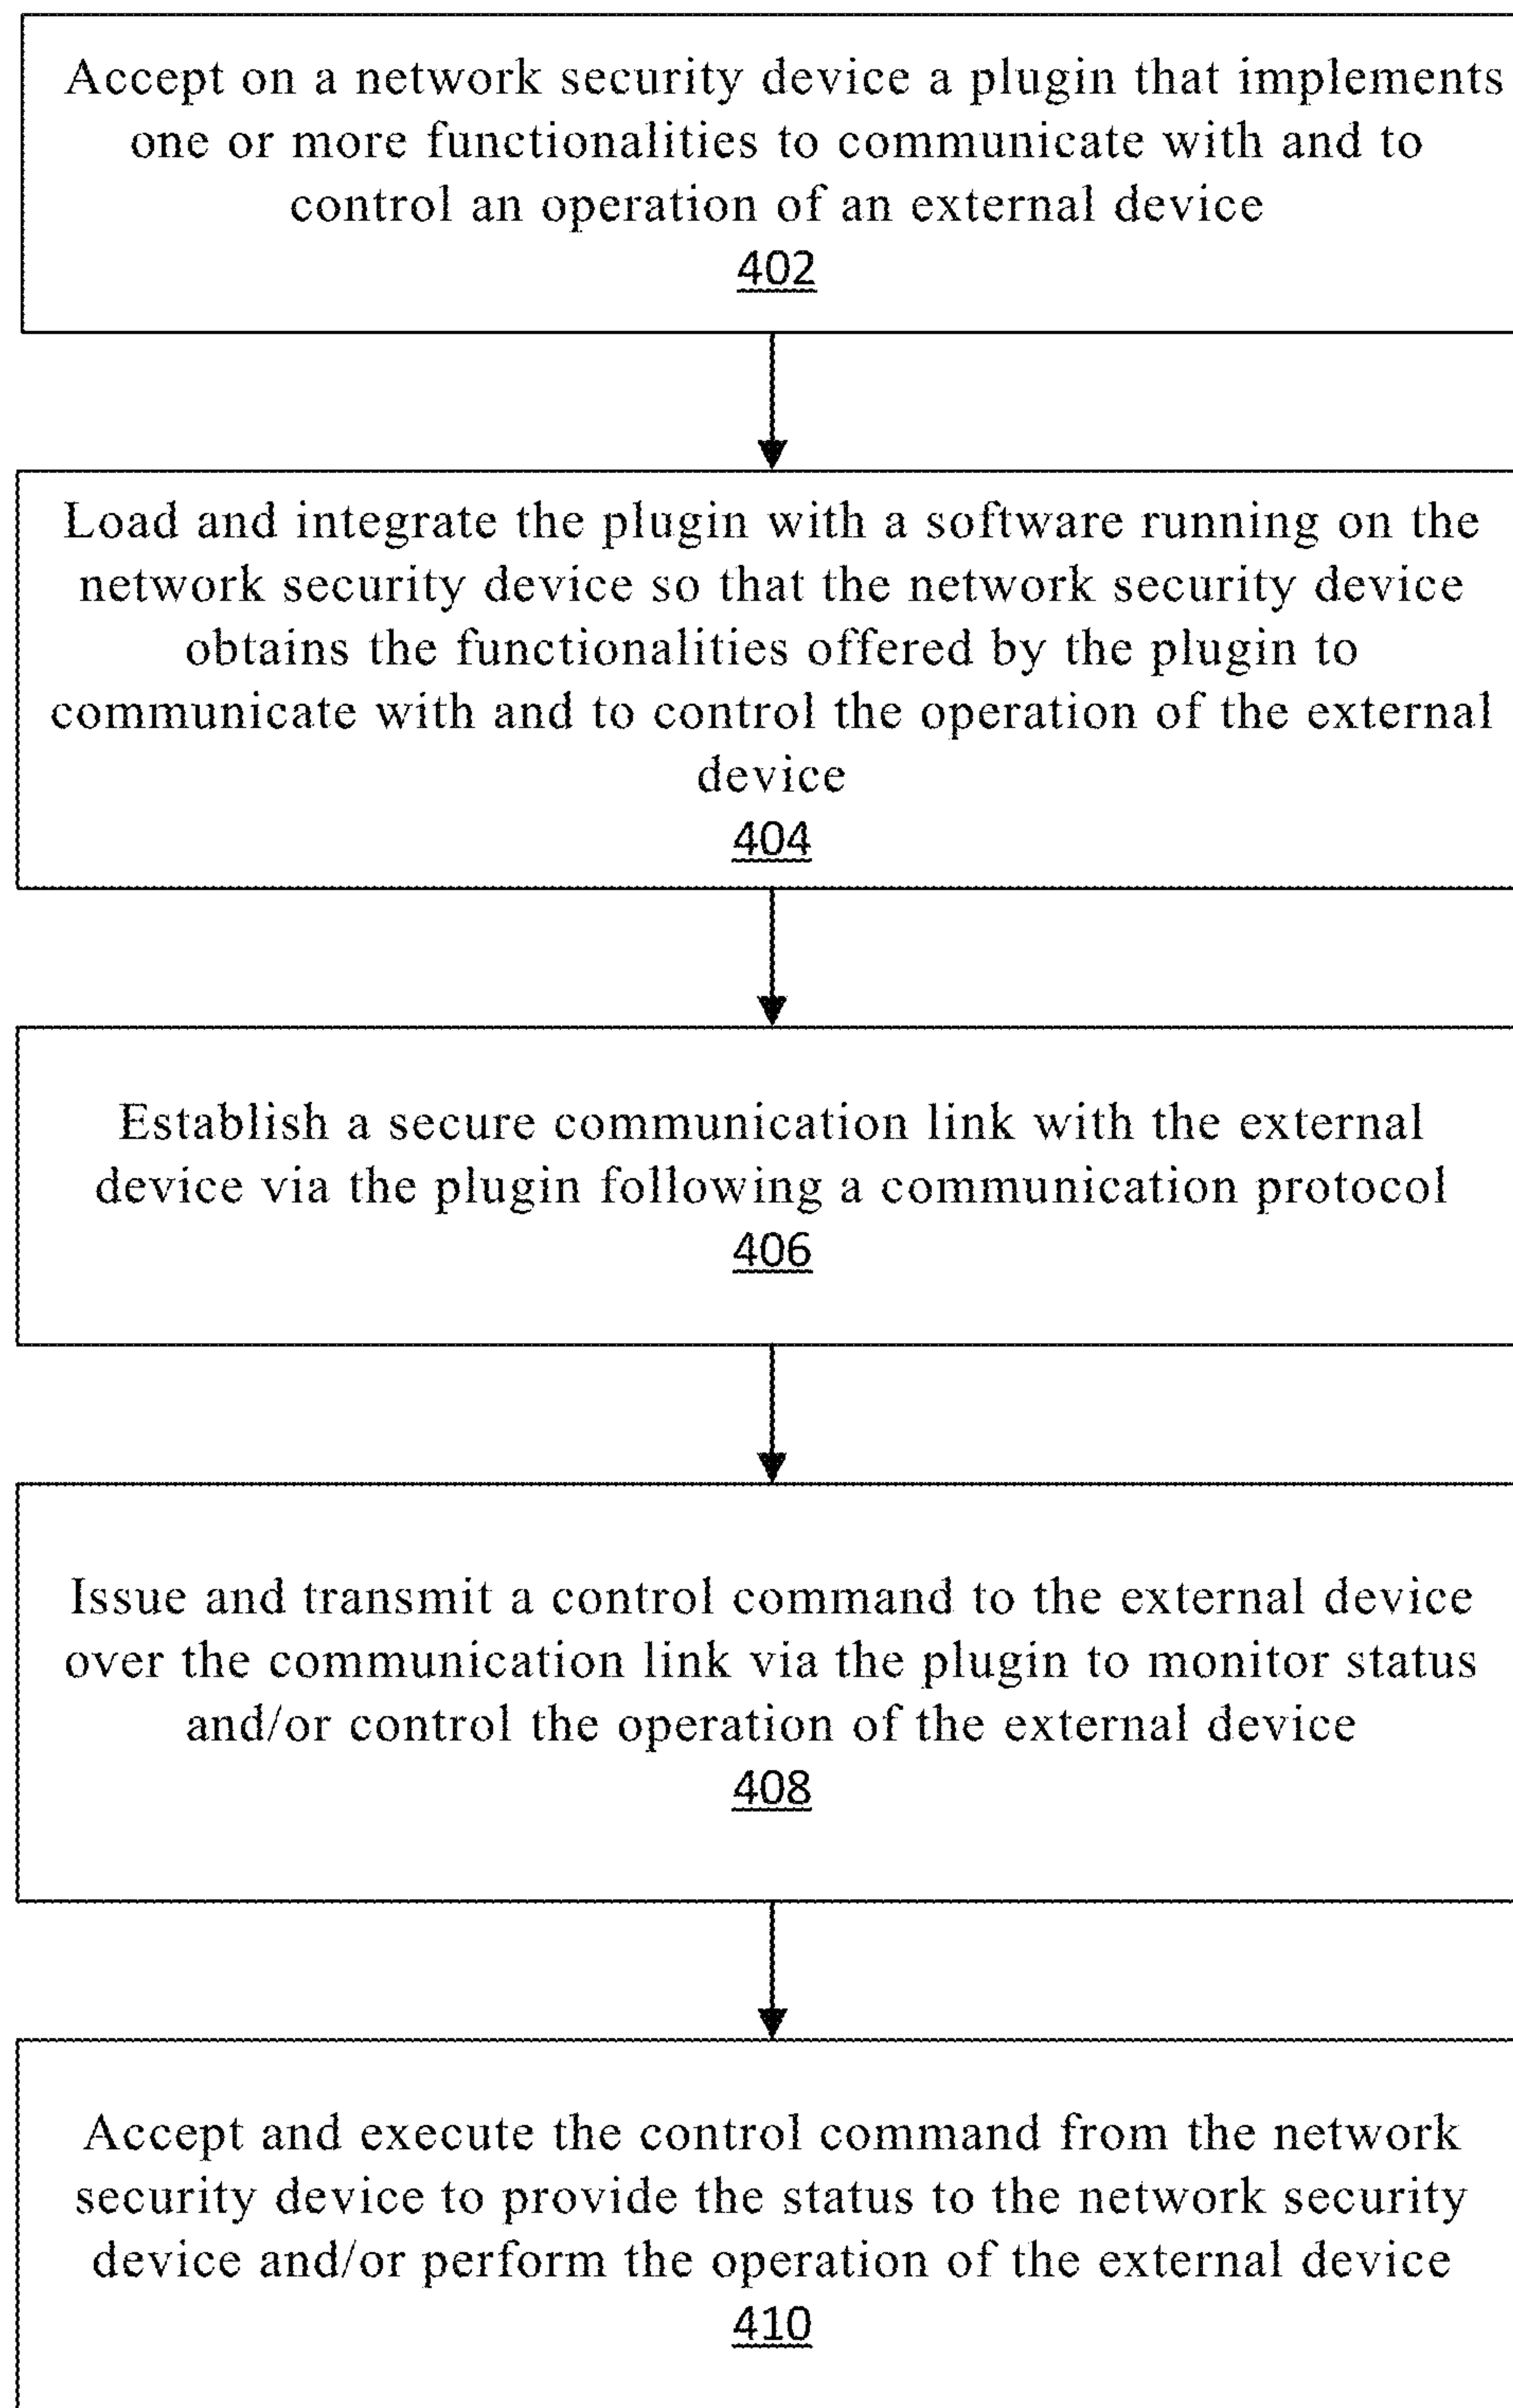 Accept on a network security device a plugin that implements
one or more functionalities to communicate with and to
control an operation of an external device
402
Load and integrate the plugin with a software running on the
network security device so that the network security device
obtains the functionalities offered by the plugin to
communicate with and to control the operation of the external
device
404
Establish a secure communication link with the external
device via the plugin following a communication protocol
406
Issue and transmit a control command to the external device
over the communication link via the plugin to monitor status
and/or control the operation of the external device
408
Accept and execute the control command from the network
security device to provide the status to the network security
device and/or perform the operation of the external device
410